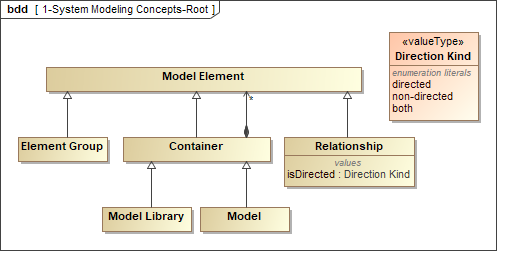 bdd [ 1-System Modeling Concepts-Root ]
«valueType»
Direction Kind
enumeration literals
directed
non-directed
both
Model Element
*
Element Group
Container
Relationship
values
isDirected : Direction Kind
Model Library
Model